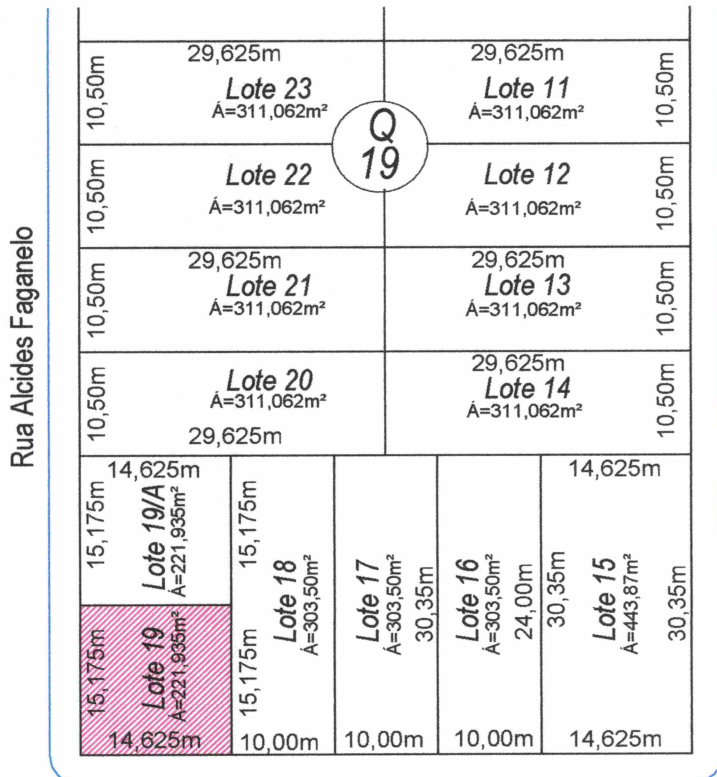 Rua Alcides Faganelo
29,625m
29,625m
10,50m
Lote 23
Á=311,062m²
Lote 11
Á=311,062m²
10,50m
Q
19
10,50m
Lote 22
Á=311,062m²
Lote 12
Á=311,062m²
10,50m
29,625m
29,625m
10,50m
Lote 21
Á=311,062m²
Lote 13
Á=311,062m²
10,50m
29,625m
10,50m
Lote 20
Á=311,062m²
29,625m
Lote 14
Á=311,062m²
10,50m
14,625m
15,175m
Lote 19/A
Á=221,935m²
15,175m
15,175m
Lote 19
Á=221,935m²
14,625m
15,175m
Lote 18
Á=303,50m²
10,00m
Lote 17
Á=303,50m²
30,35m
10,00m
Lote 16
Á=303,50m²
24,00m
10,00m
14,625m
30,35m
Lote 15
Á=443,87m²
30,35m
14,625m